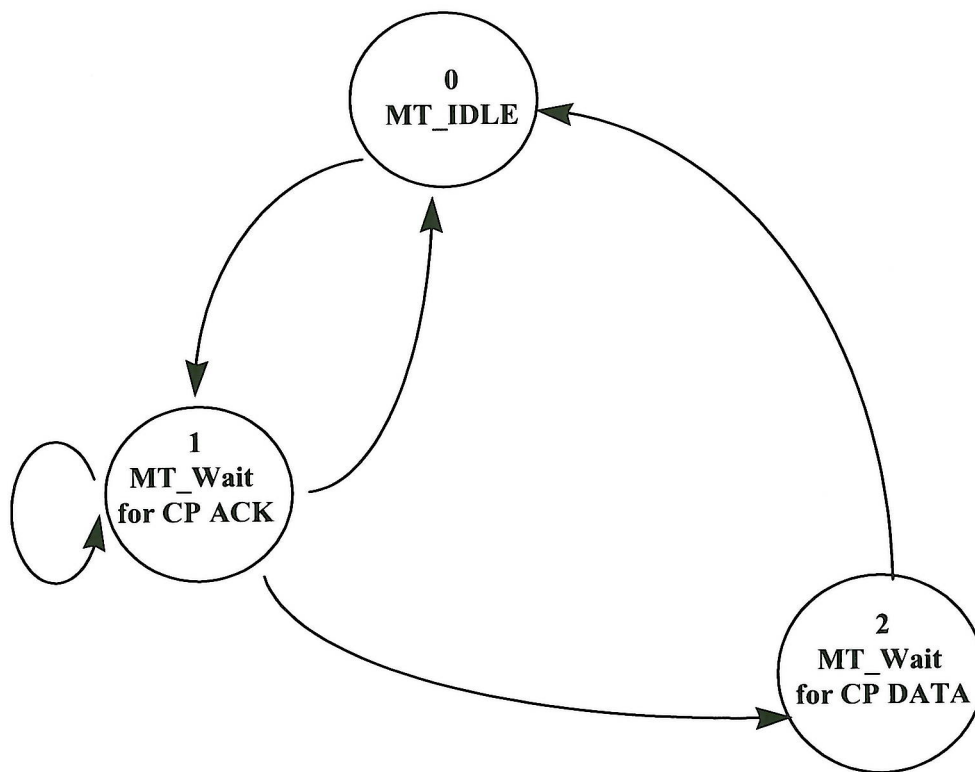 0
MT_IDLE
1
MT_Wait
for CP ACK
2
MT_Wait
for CP DATA